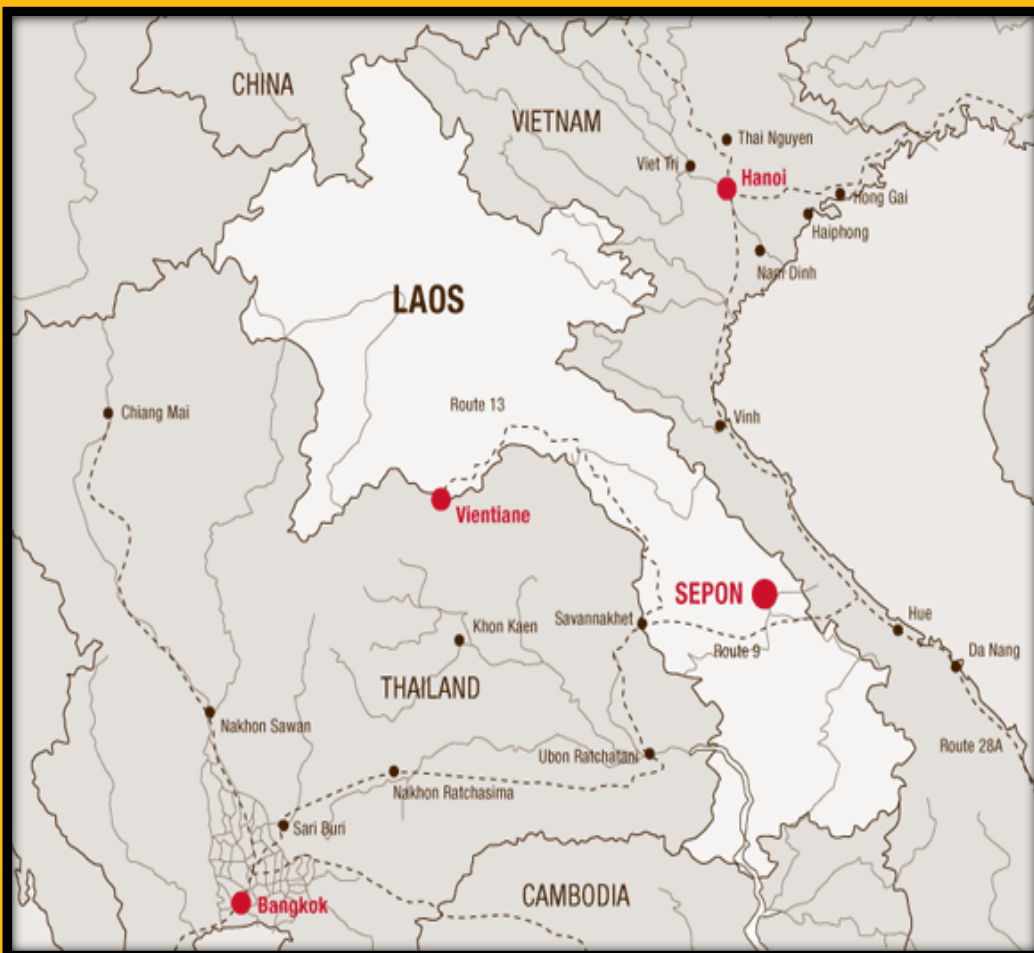 CHINA
VIETNAM
Thai Nguyen
Viet Tri
Hanoi
Hong Gai
Haiphong
Nam Dinh
LAOS
Chiang Mai
Route 13
Vinh
Vientiane
SEPON
Savannakhet
Khon Kaen
Hue
Route 9
Da Nang
THAILAND
Nakhon Sawan
Route 28A
Ubon Ratchatani
Nakhon Ratchasima
Sari Buri
CAMBODIA
Bangkok